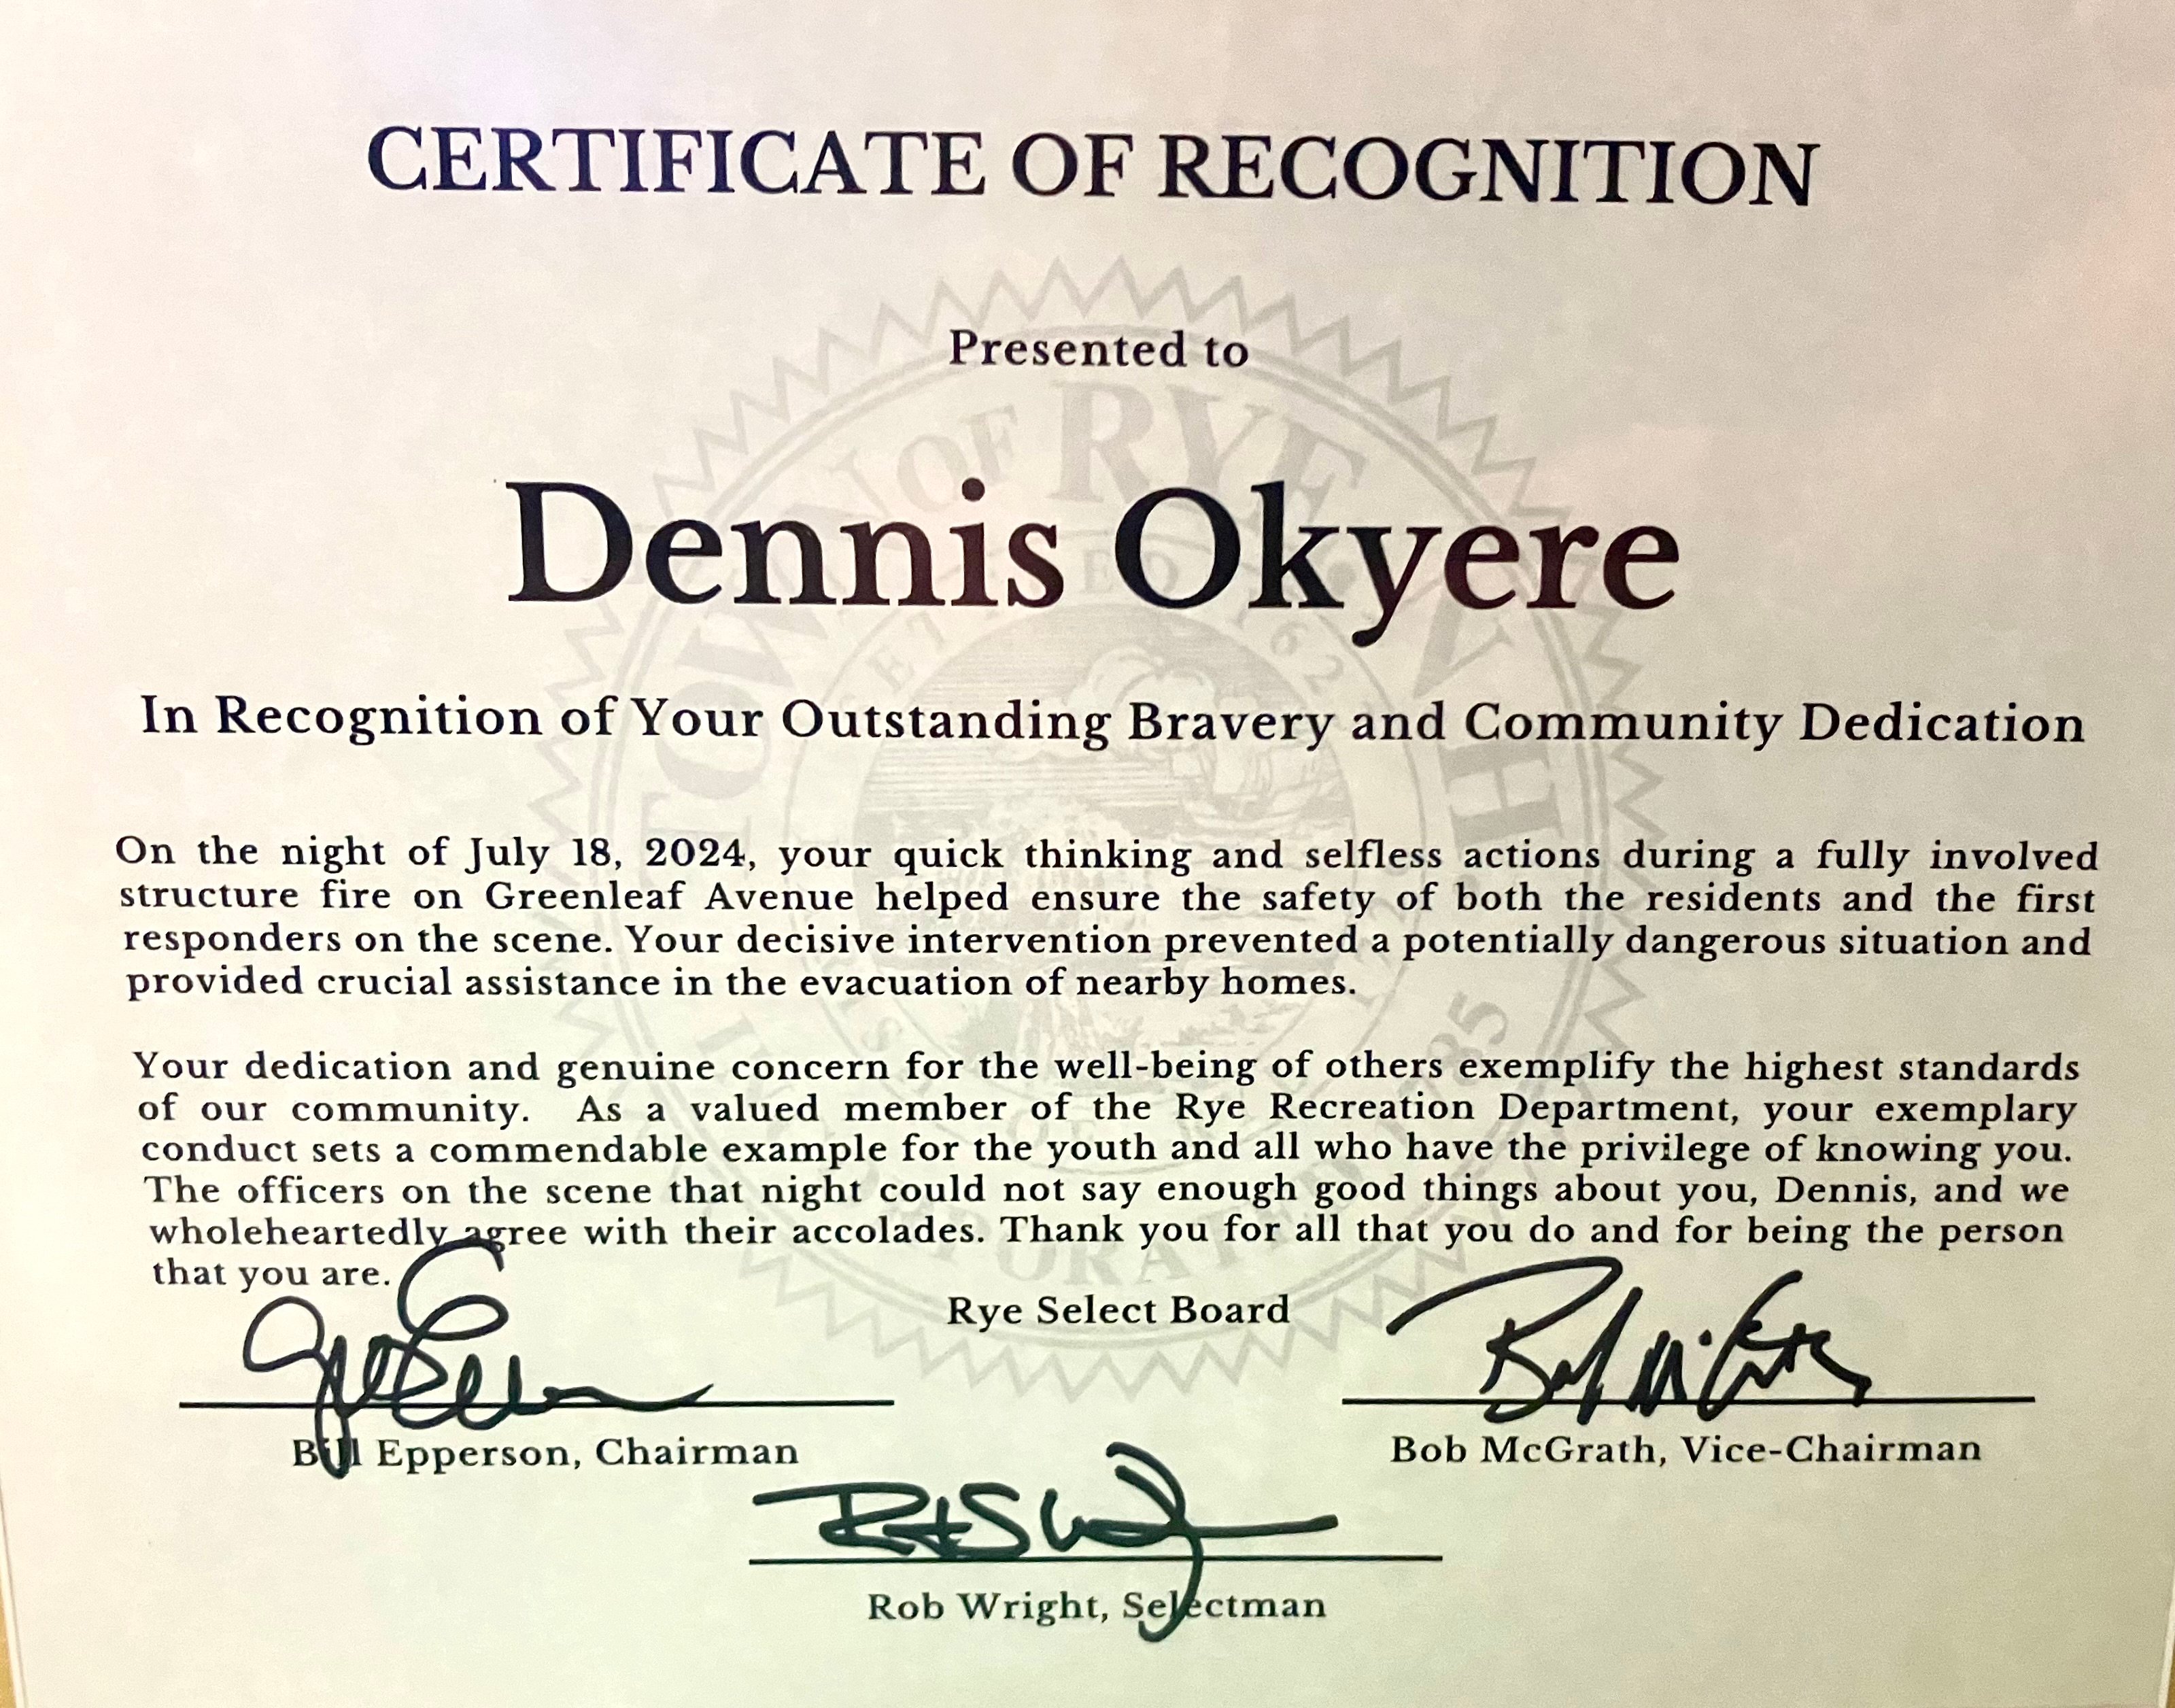 CERTIFICATE OF RECOGNITION
Presented to
TOWN OF RYE, N.H.
Dennis Okyere
In Recognition of Your Outstanding Bravery and Community Dedication
On the night of July 18, 2024, your quick thinking and selfless actions during a fully involved
structure fire on Greenleaf Avenue helped ensure the safety of both the residents and the first
responders on the scene. Your decisive intervention prevented a potentially dangerous situation and
provided crucial assistance in the evacuation of nearby homes.
Your dedication and genuine concern for the well-being of others exemplify the highest standards
of our community. As a valued member of the Rye Recreation Department, your exemplary
conduct sets a commendable example for the youth and all who have the privilege of knowing you.
The officers on the scene that night could not say enough good things about you, Dennis, and we
wholeheartedly agree with their accolades. Thank you for all that you do and for being the person
that you are.
Rye Select Board
Bill Epperson, Chairman
Bob McGrath, Vice-Chairman
Rob Wright, Selectman